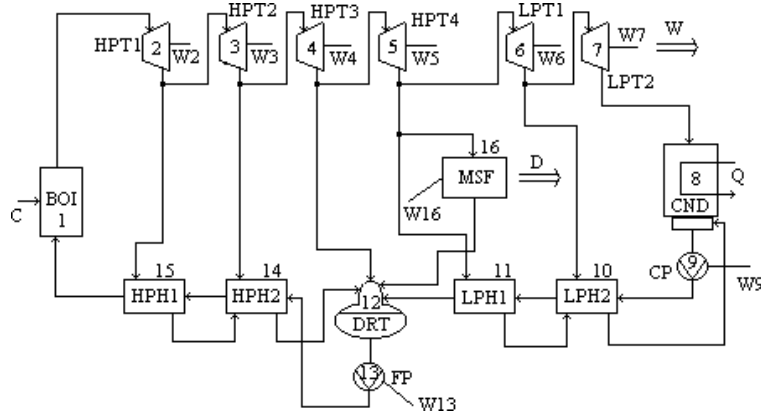 HPT2
HPT3
HPT4
LPT1
HPT1
2
W2
3
W3
4
W4
5
W5
6
W6
7
W7
W
LPT2
BOI
1
C
16
MSF
D
W16
8
Q
CND
15
HPH1
14
HPH2
12
DRT
11
LPH1
10
LPH2
CP
9
W9
13
FP
W13